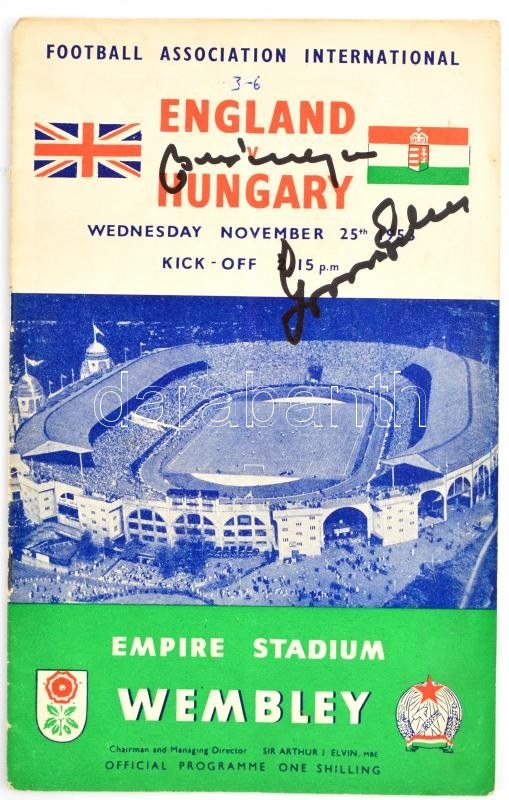 FOOTBALL ASSOCIATION INTERNATIONAL
3-6
ENGLAND
V
HUNGARY
WEDNESDAY NOVEMBER 25th 1953
KICK-OFF 2.15 p.m
darabanth
EMPIRE STADIUM
WEMBLEY
Chairman and Managing Director SIR ARTHUR J. ELVIN, MBE
OFFICIAL PROGRAMME ONE SHILLING